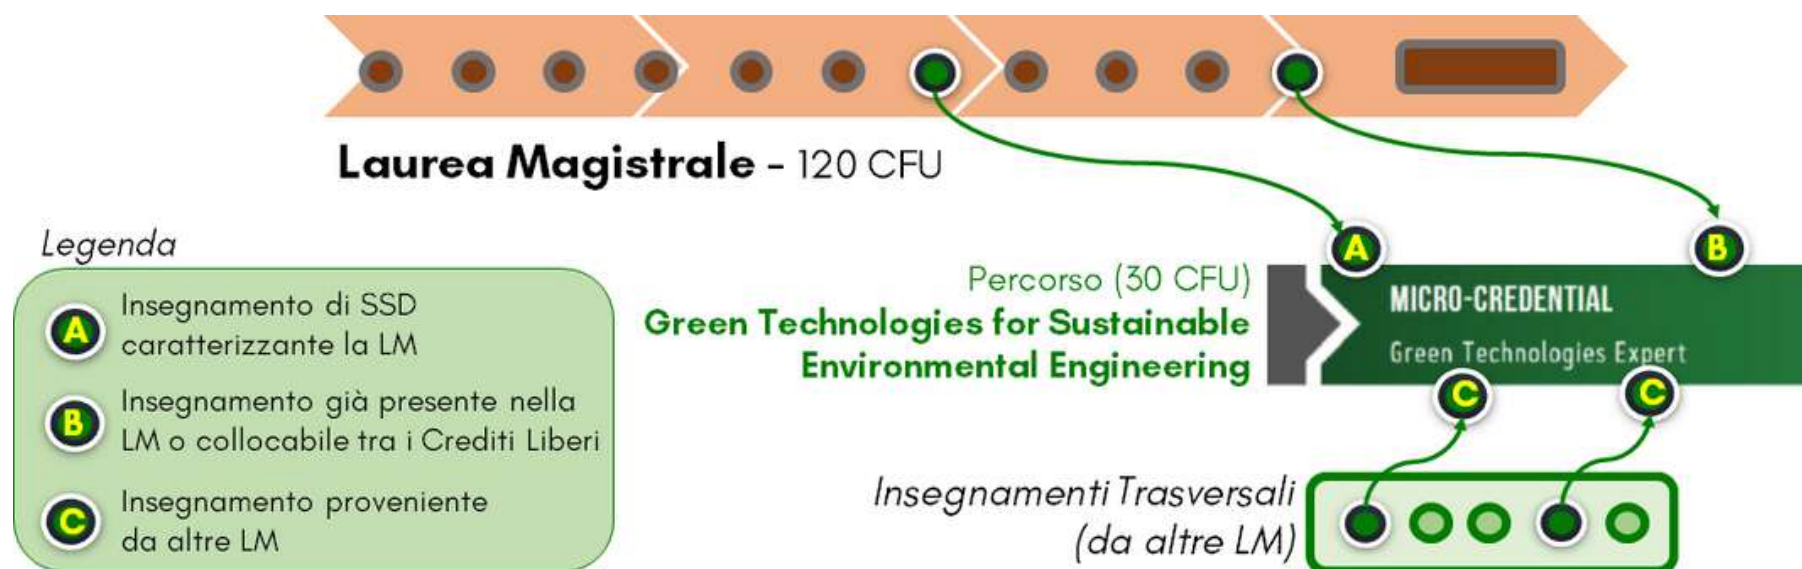 Laurea Magistrale - 120 CFU
Legenda
A
Insegnamento di SSD
caratterizzante la LM
B
Insegnamento già presente nella
LM o collocabile tra i Crediti Liberi
C
Insegnamento proveniente
da altre LM
Percorso (30 CFU)
Green Technologies for Sustainable
Environmental Engineering
A
B
MICRO-CREDENTIAL
Green Technologies Expert
C
C
Insegnamenti Trasversali
(da altre LM)